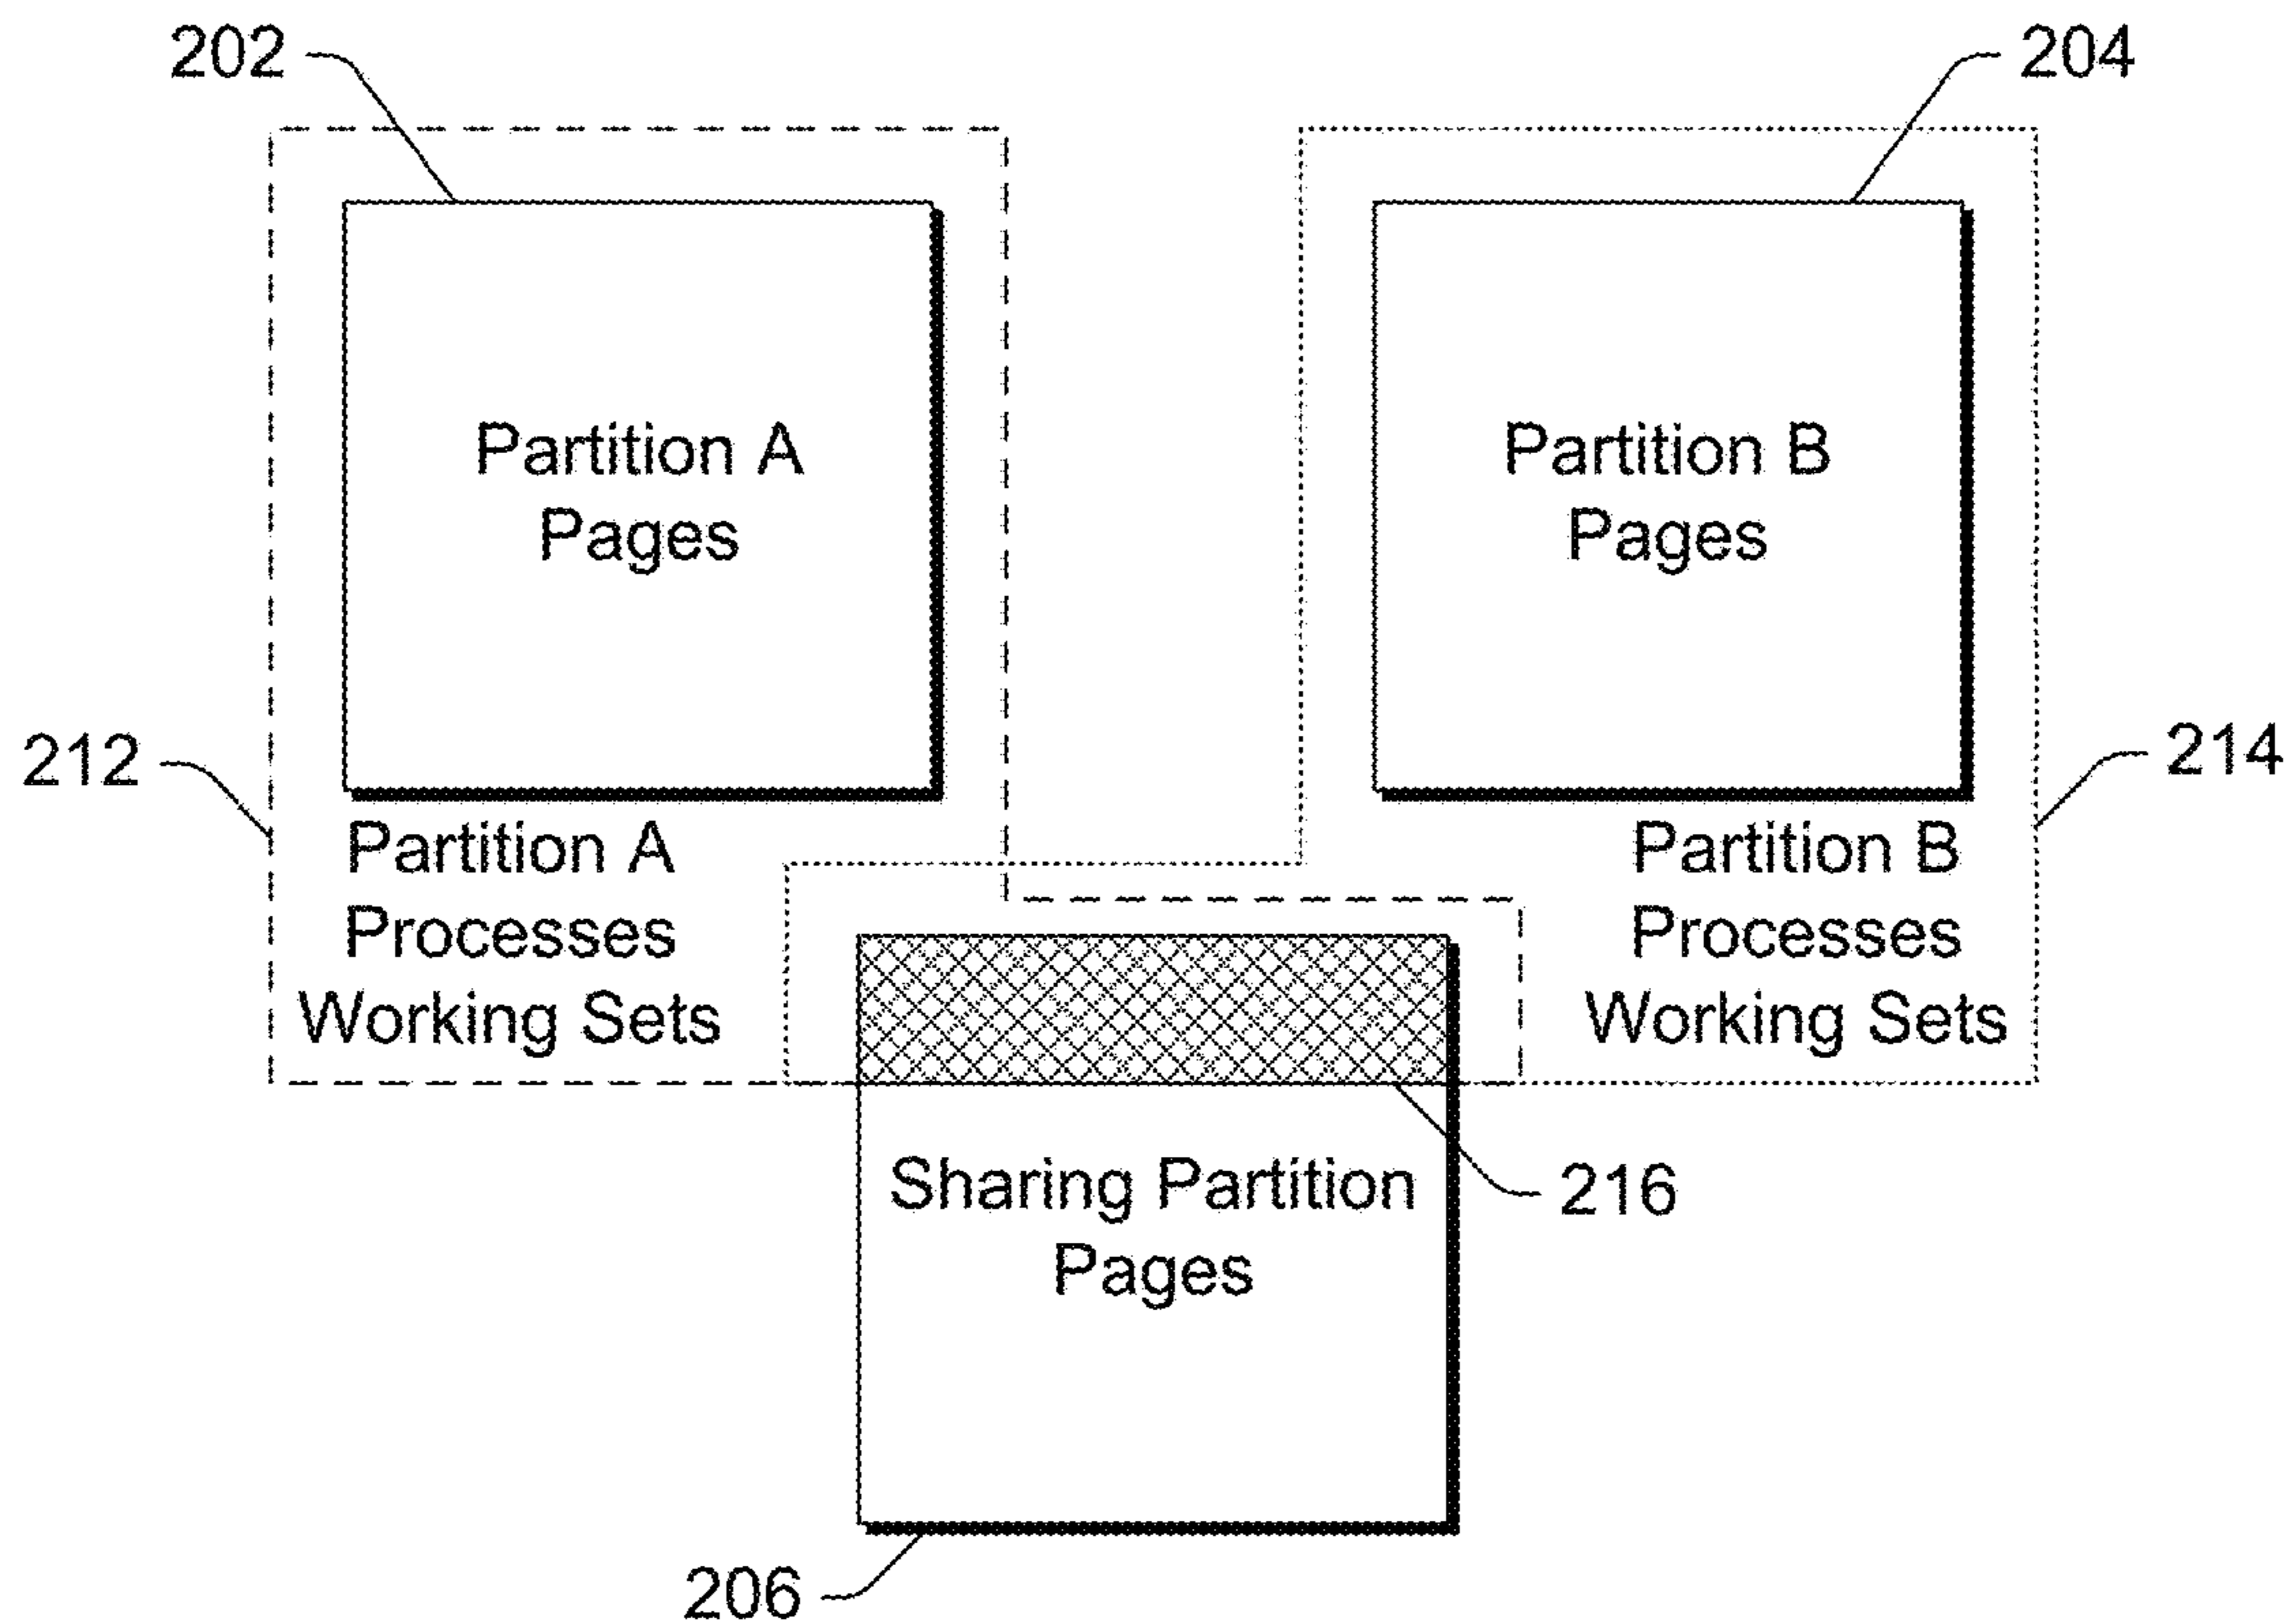 202
204
Partition A
Pages
Partition B
Pages
212
214
Partition A
Processes
Working Sets
Partition B
Processes
Working Sets
Sharing Partition
Pages
216
206